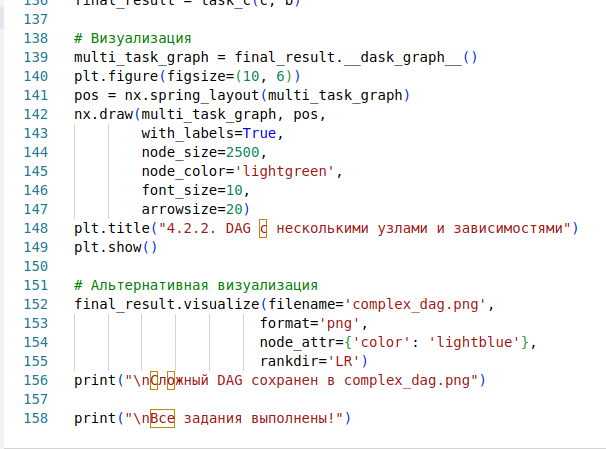 136 final_result = task_c(c, b)
137
138 # Визуализация
139 multi_task_graph = final_result.__dask_graph__()
140 plt.figure(figsize=(10, 6))
141 pos = nx.spring_layout(multi_task_graph)
142 nx.draw(multi_task_graph, pos,
143         with_labels=True,
144         node_size=2500,
145         node_color='lightgreen',
146         font_size=10,
147         arrowsize=20)
148 plt.title("4.2.2. DAG с несколькими узлами и зависимостями")
149 plt.show()
150
151 # Альтернативная визуализация
152 final_result.visualize(filename='complex_dag.png',
153                       format='png',
154                       node_attr={'color': 'lightblue'},
155                       rankdir='LR')
156 print("\nСложный DAG сохранен в complex_dag.png")
157
158 print("\nВсе задания выполнены!")